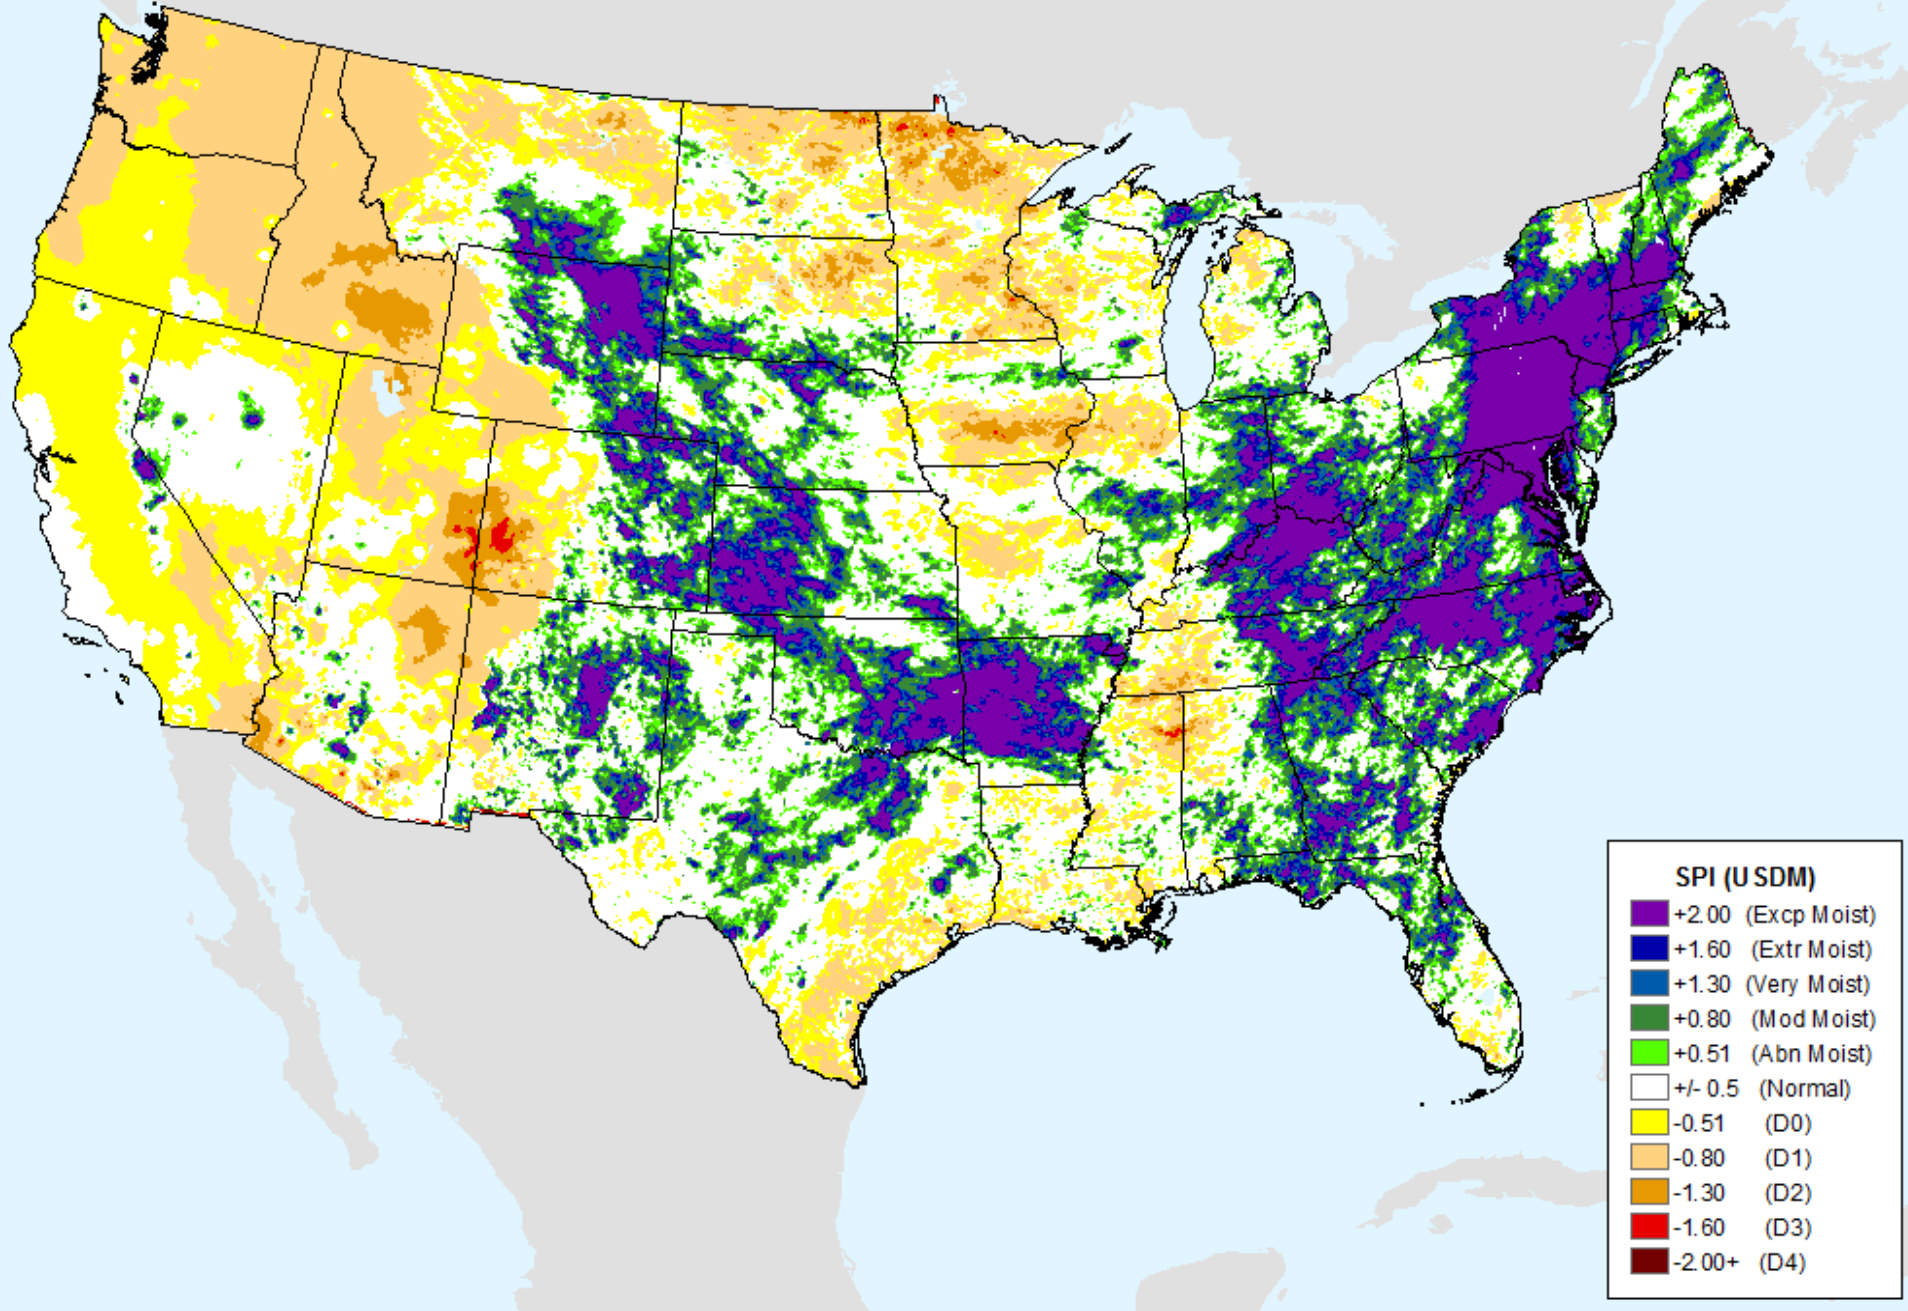 SPI (USDM)
+2.00 (Excp Moist)
+1.60 (Extr Moist)
+1.30 (Very Moist)
+0.80 (Mod Moist)
+0.51 (Abn Moist)
+/- 0.5 (Normal)
-0.51 (D0)
-0.80 (D1)
-1.30 (D2)
-1.60 (D3)
-2.00+ (D4)